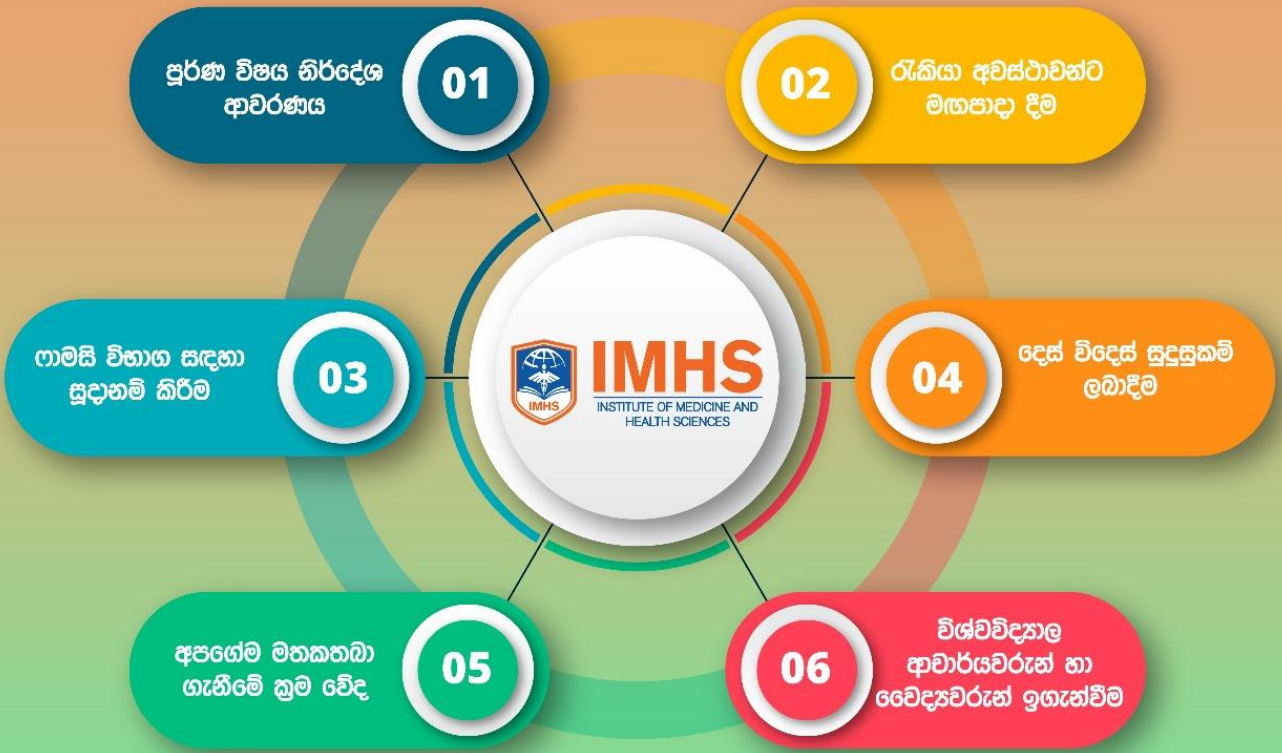 පූර්ණ විෂය නිර්දේශ
ආවරණය
01
02
රැකියා අවස්ථාවන්ට
මඟපාදා දීම
ෆාමසි විභාග සඳහා
සූදානම් කිරීම
03
IMHS
IMHS
INSTITUTE OF MEDICINE AND
HEALTH SCIENCES
04
දෙස් විදෙස් සුදුසුකම්
ලබාදීම
අපගේම මතකතබා
ගැනීමේ ක්‍රම වේද
05
06
විශ්වවිද්‍යාල
ආචාර්යවරුන් හා
වෛද්‍යවරුන් ඉගැන්වීම